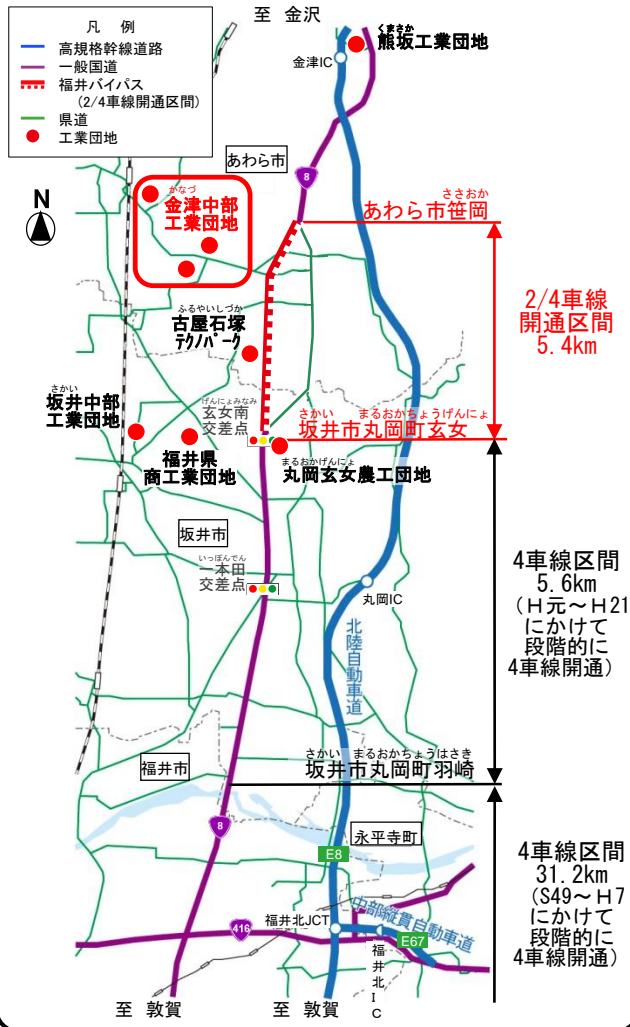 凡 例
高規格幹線道路
一般国道
福井バイパス
(2/4車線開通区間)
県道
工業団地
至 金沢
くまさか
熊坂工業団地
金津IC
あわら市
8
N
かなづ
金津中部
工業団地
ささおか
あわら市笹岡
2/4車線
開通区間
5.4km
ふるやいしづか
古屋石塚
テクノパーク
さかい
坂井中部
工業団地
げんにょみなみ
玄女南
交差点
さかい まるおかちょうげんにょ
坂井市丸岡町玄女
福井県
商工業団地
まるおかげんにょ
丸岡玄女農工団地
坂井市
いっぽんでん
一本田
交差点
丸岡IC
4車線区間
5.6km
(H元～H21
にかけて
段階的に
4車線開通)
北陸自動車道
さかい まるおかちょうはさき
坂井市丸岡町羽崎
福井市
8
永平寺町
E8
4車線区間
31.2km
(S49～H7
にかけて
段階的に
4車線開通)
416
福井北JCT
中部縦貫自動車道
E67
福井北IC
至 敦賀
至 敦賀